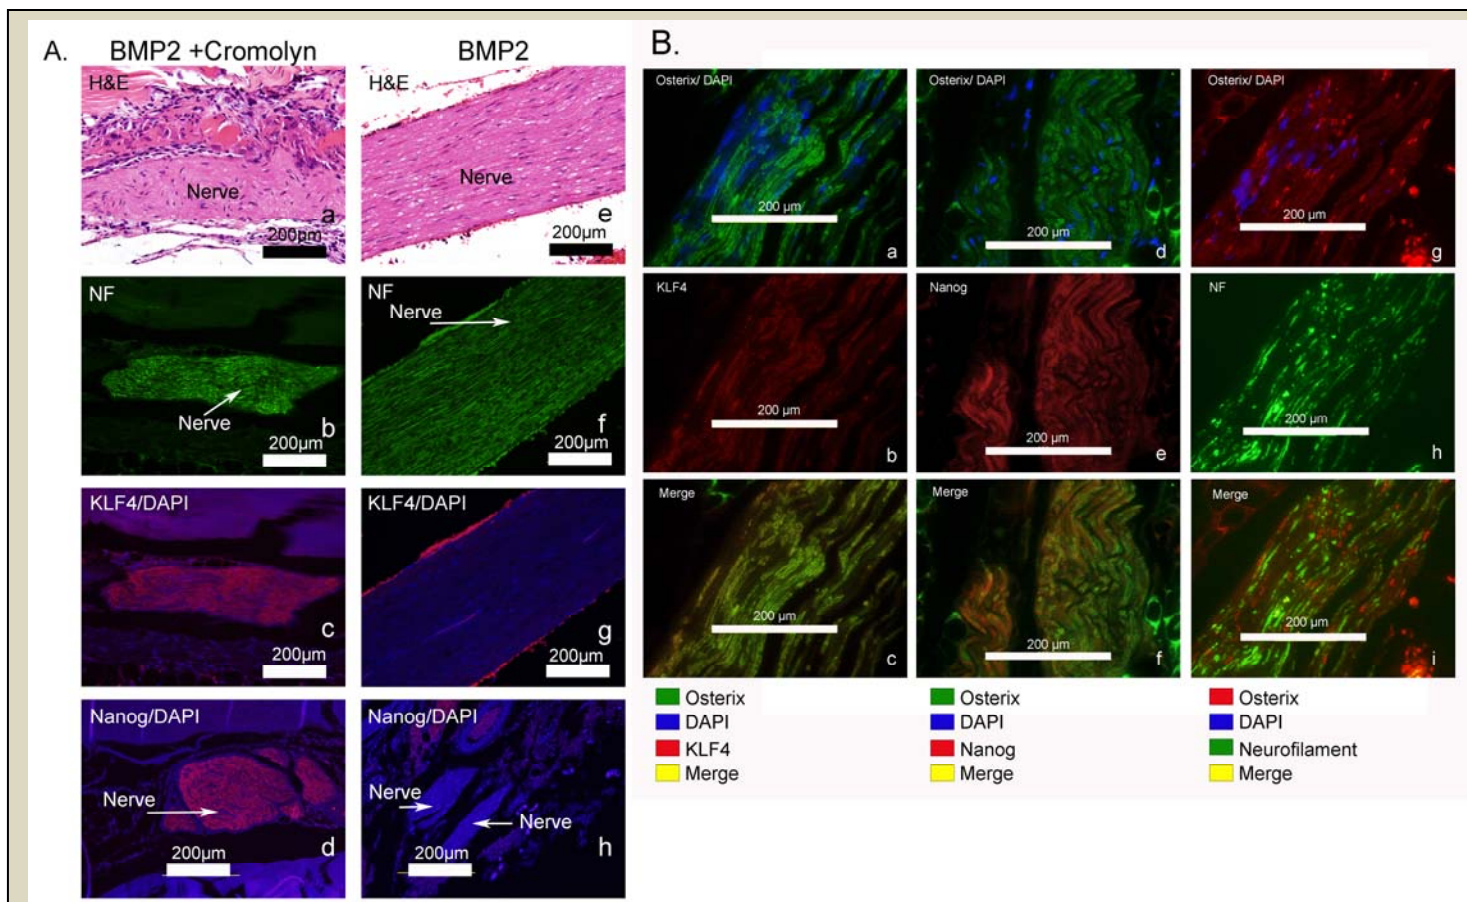 A.
BMP2 +Cromolyn
BMP2
H&E
Nerve
a
200µm
H&E
Nerve
e
200µm
NF
Nerve
b
200µm
NF
Nerve
f
200µm
KLF4/DAPI
c
200µm
KLF4/DAPI
g
200µm
Nanog/DAPI
Nerve
d
200µm
Nanog/DAPI
Nerve
Nerve
h
200µm
B.
Osterix/ DAPI
200 µm
a
Osterix/ DAPI
200 µm
d
Osterix/ DAPI
200 µm
g
KLF4
200 µm
b
Nanog
200 µm
e
NF
200 µm
h
Merge
200 µm
c
Merge
200 µm
f
Merge
200 µm
i
Osterix
DAPI
KLF4
Merge
Osterix
DAPI
Nanog
Merge
Osterix
DAPI
Neurofilament
Merge